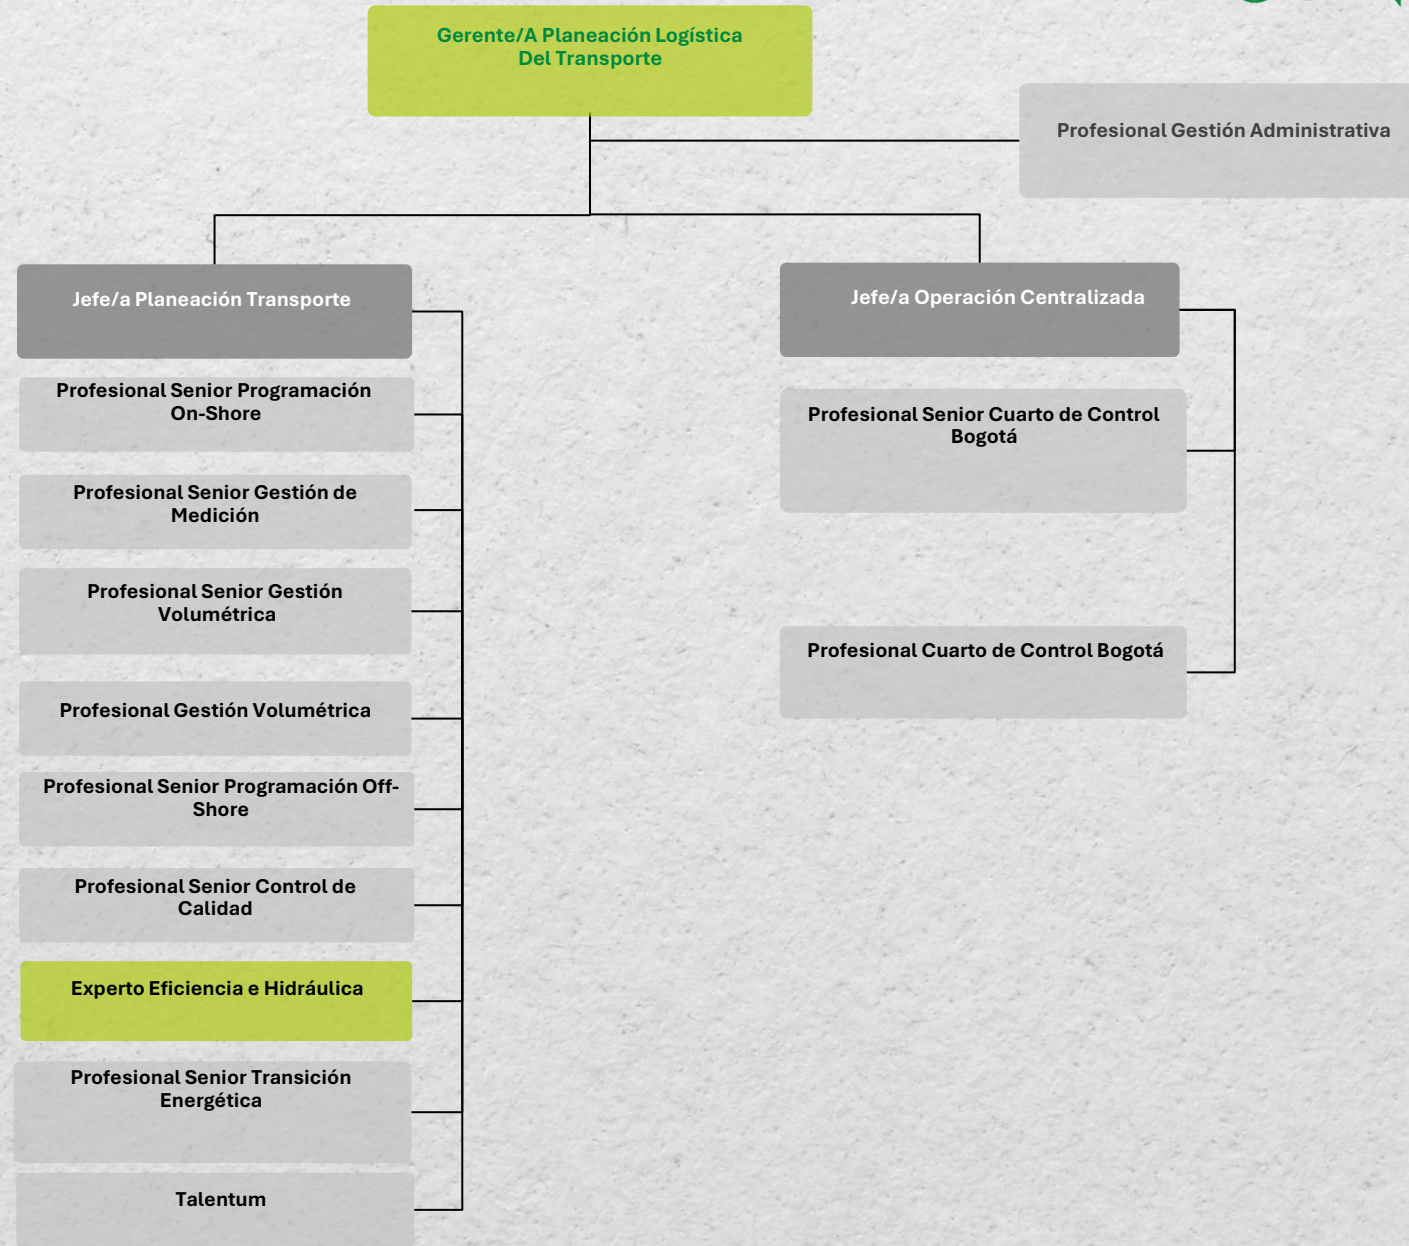 Gerente/A Planeación Logística
Del Transporte
Profesional Gestión Administrativa
Jefe/a Planeación Transporte
Profesional Senior Programación
On-Shore
Profesional Senior Gestión de
Medición
Profesional Senior Gestión
Volumétrica
Profesional Gestión Volumétrica
Profesional Senior Programación Off-
Shore
Profesional Senior Control de
Calidad
Experto Eficiencia e Hidráulica
Profesional Senior Transición
Energética
Talentum
Jefe/a Operación Centralizada
Profesional Senior Cuarto de Control
Bogotá
Profesional Cuarto de Control Bogotá